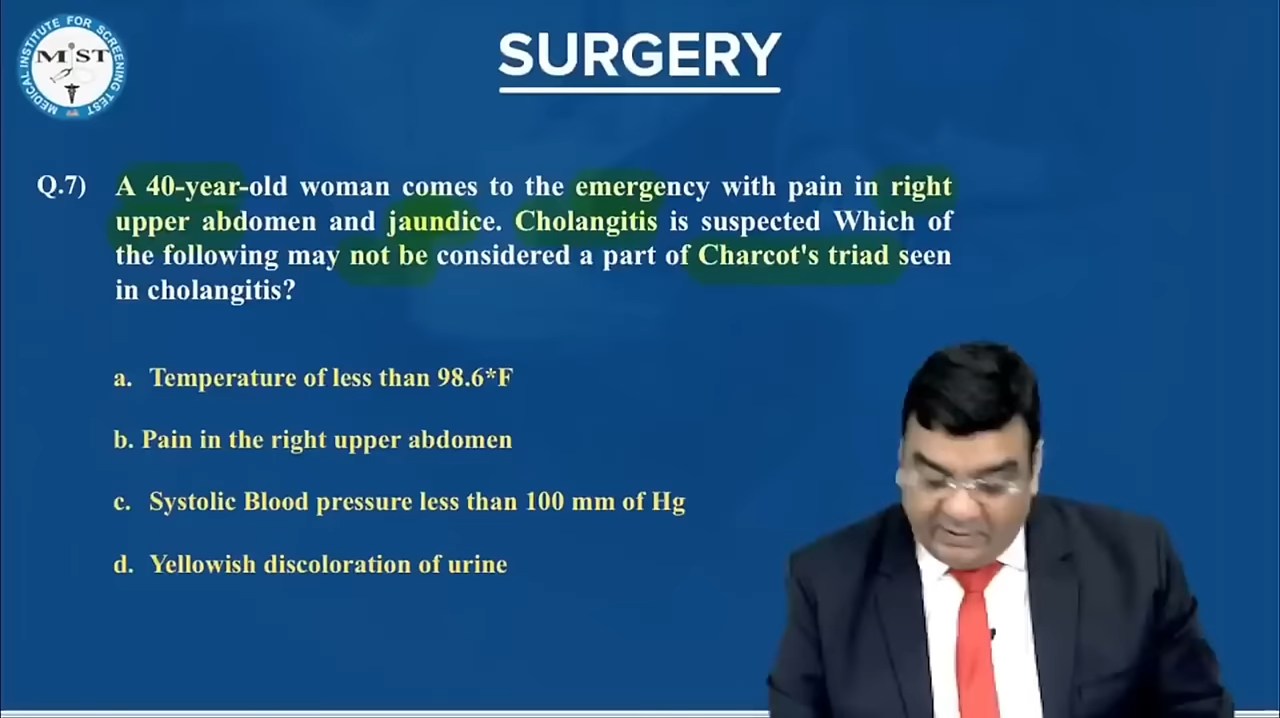 MEDICAL INSTITUTE FOR SCREENING TEST
MIST
SURGERY
Q.7) A 40-year-old woman comes to the emergency with pain in right
upper abdomen and jaundice. Cholangitis is suspected Which of
the following may not be considered a part of Charcot's triad seen
in cholangitis?
a. Temperature of less than 98.6*F
b. Pain in the right upper abdomen
c. Systolic Blood pressure less than 100 mm of Hg
d. Yellowish discoloration of urine